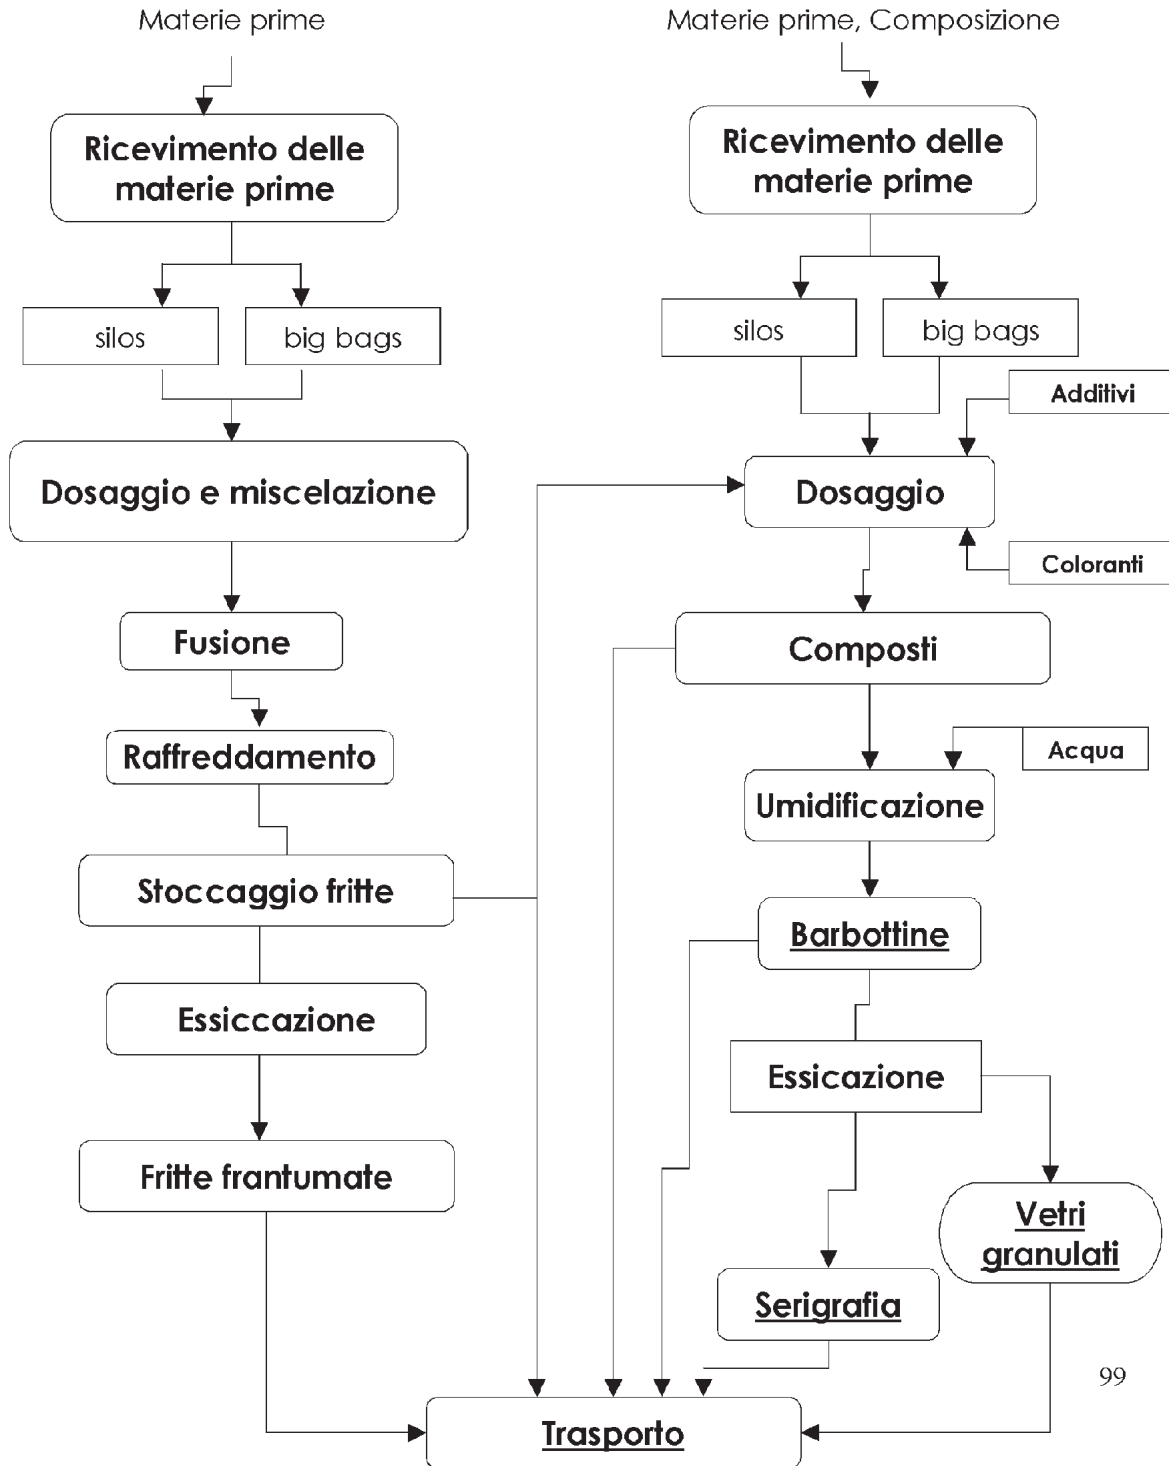 Materie prime
Ricevimento delle
materie prime
silos
big bags
Dosaggio e miscelazione
Fusione
Raffreddamento
Stoccaggio fritte
Essiccazione
Fritte frantumate
Materie prime, Composizione
Ricevimento delle
materie prime
silos
big bags
Additivi
Dosaggio
Coloranti
Composti
Acqua
Umidificazione
Barbottine
Essicazione
Vetri
granulati
Serigrafia
Trasporto
99